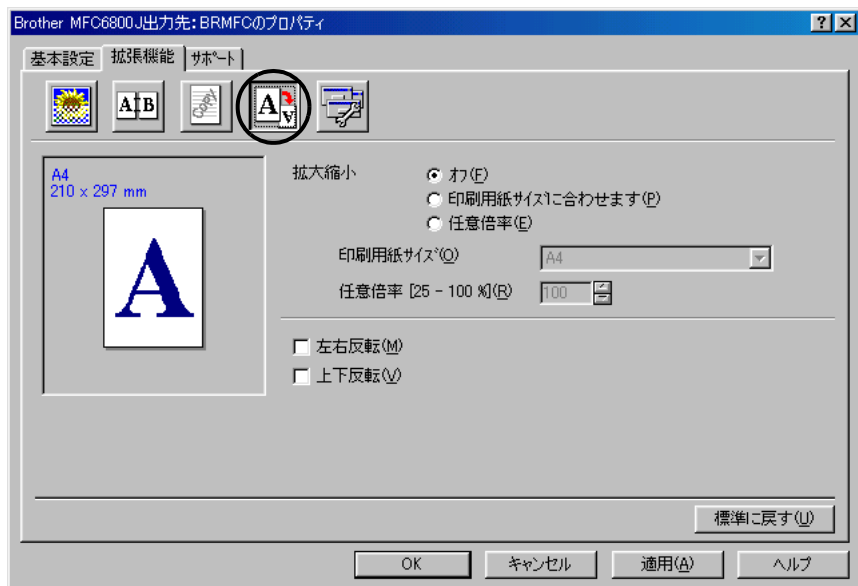 Brother MFC6800J出力先：BRMFCのプロパティ
基本設定 拡張機能 ｻﾎﾟｰﾄ
A B Copy A A
A4
210 x 297 mm
A
拡大縮小 ｵﾌ(F)
印刷用紙ｻｲｽﾞに合わせます(P)
任意倍率(E)
印刷用紙ｻｲｽﾞ(O) A4
任意倍率 [25 - 100 %](R) 100
左右反転(M)
上下反転(V)
標準に戻す(U)
OK キャンセル 適用(A) ヘルプ